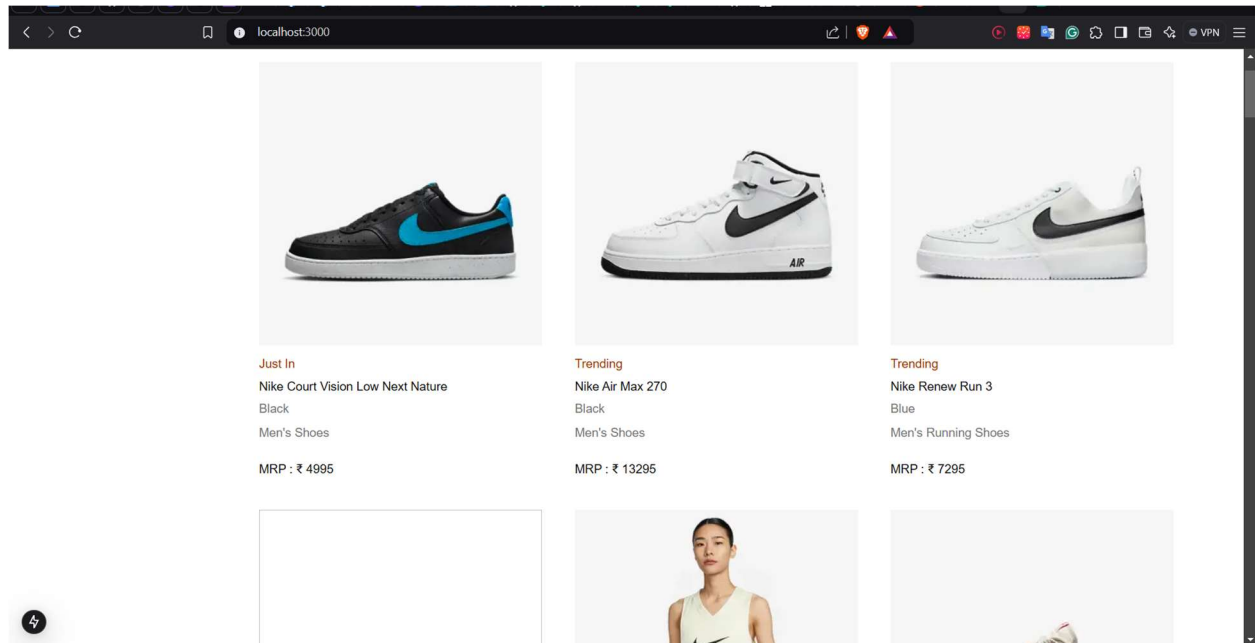 localhost:3000
VPN
AIR
Just In
Nike Court Vision Low Next Nature
Black
Men's Shoes
MRP : ₹ 4995
Trending
Nike Air Max 270
Black
Men's Shoes
MRP : ₹ 13295
Trending
Nike Renew Run 3
Blue
Men's Running Shoes
MRP : ₹ 7295